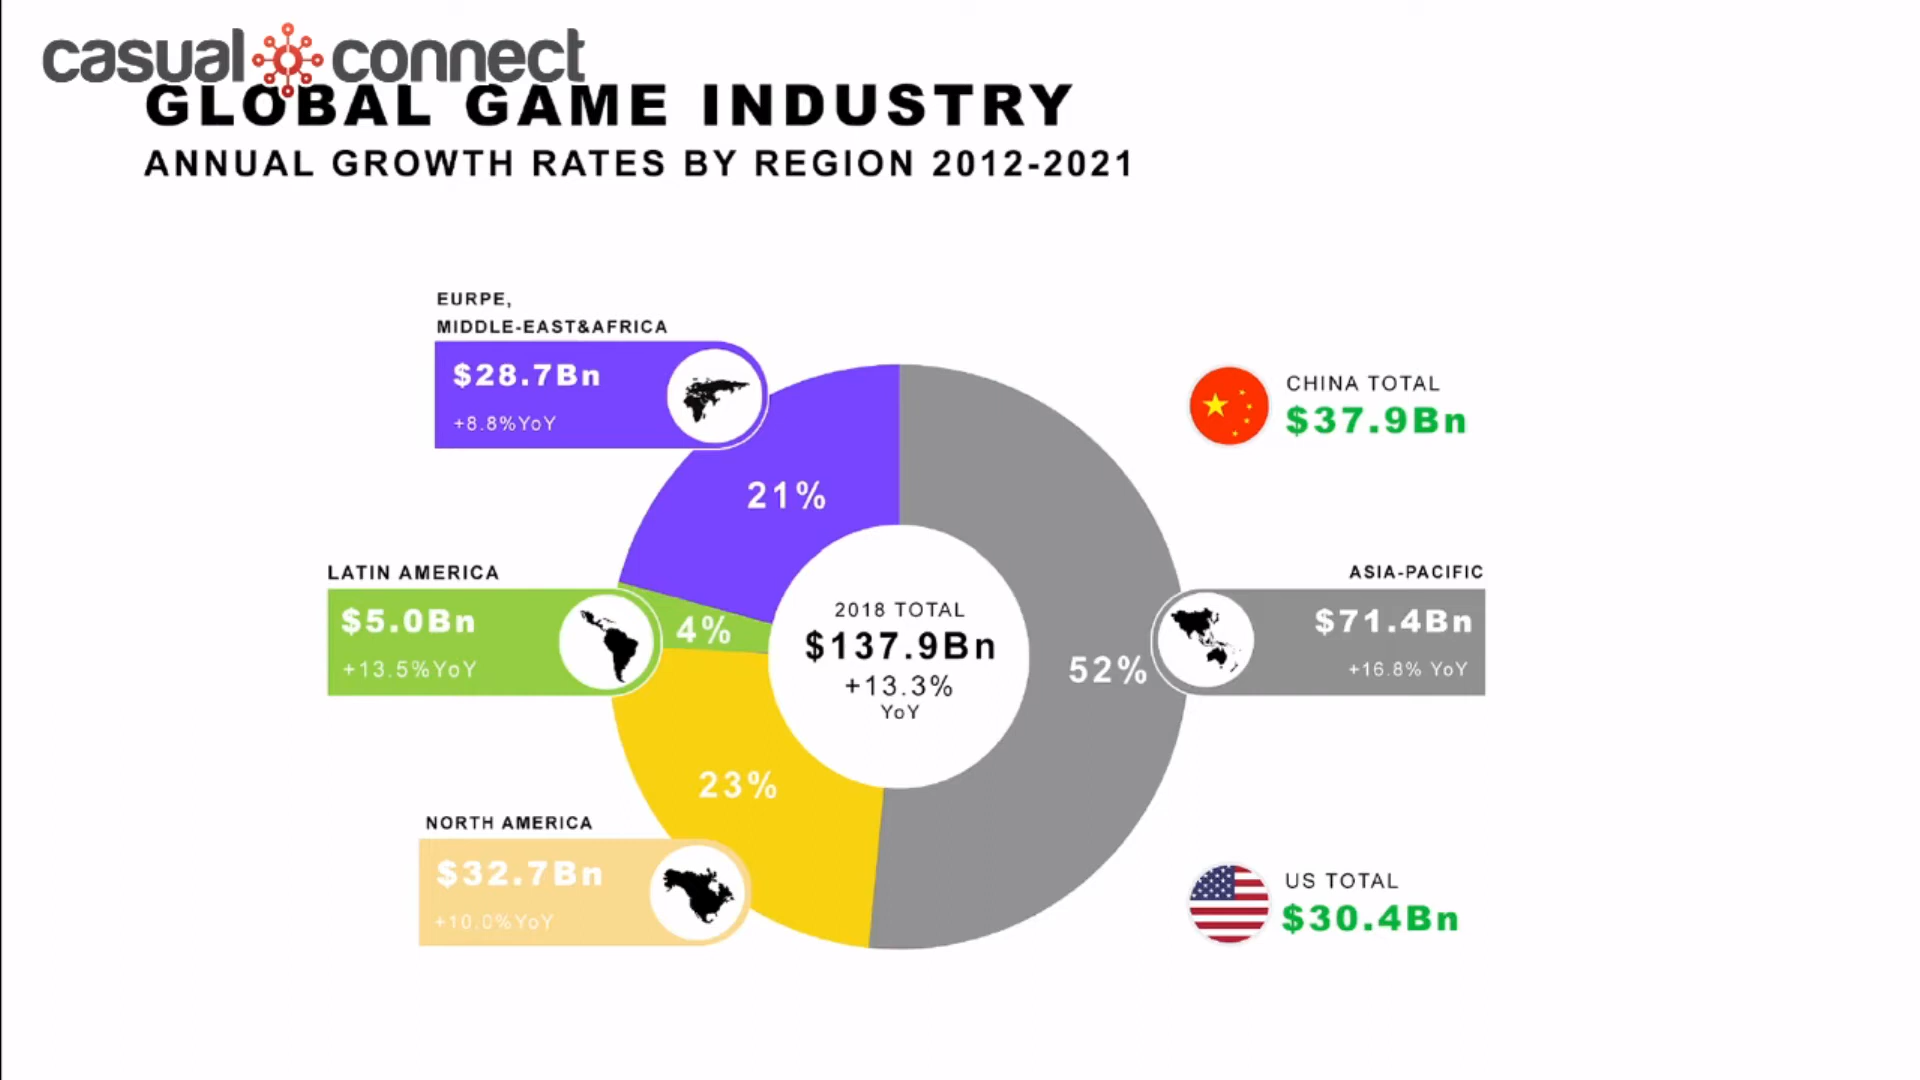 casual connect
GLOBAL GAME INDUSTRY
ANNUAL GROWTH RATES BY REGION 2012-2021
EURPE,
MIDDLE-EAST&AFRICA
$28.7Bn
+8.8%YoY
21%
CHINA TOTAL
$37.9Bn
LATIN AMERICA
$5.0Bn
+13.5%YoY
4%
2018 TOTAL
$137.9Bn
+13.3%
YoY
52%
ASIA-PACIFIC
$71.4Bn
+16.8% YoY
23%
NORTH AMERICA
$32.7Bn
+10.0%YoY
US TOTAL
$30.4Bn